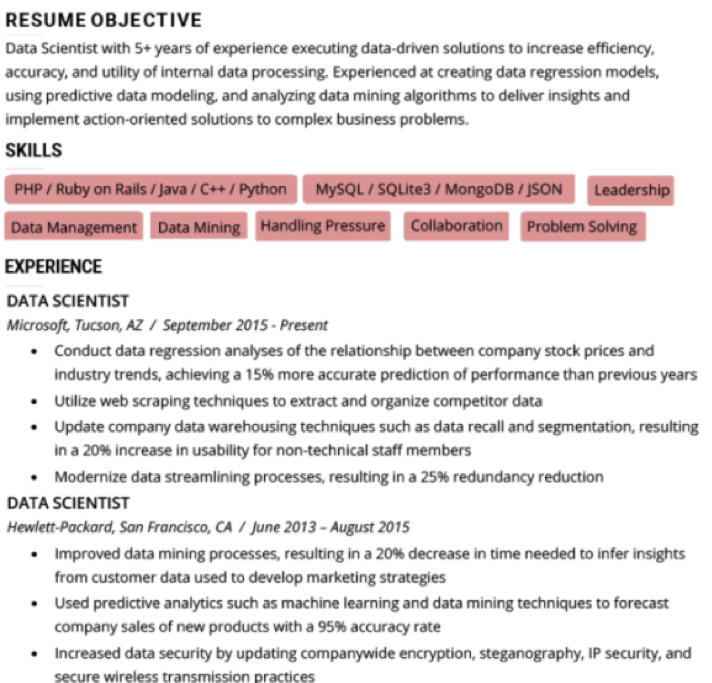 RESUME OBJECTIVE
Data Scientist with 5+ years of experience executing data-driven solutions to increase efficiency,
accuracy, and utility of internal data processing. Experienced at creating data regression models,
using predictive data modeling, and analyzing data mining algorithms to deliver insights and
implement action-oriented solutions to complex business problems.
SKILLS
PHP / Ruby on Rails / Java / C++ / Python MySQL / SQLite3 / MongoDB / JSON Leadership
Data Management Data Mining Handling Pressure Collaboration Problem Solving
EXPERIENCE
DATA SCIENTIST
Microsoft, Tucson, AZ / September 2015 - Present
• Conduct data regression analyses of the relationship between company stock prices and
industry trends, achieving a 15% more accurate prediction of performance than previous years
• Utilize web scraping techniques to extract and organize competitor data
• Update company data warehousing techniques such as data recall and segmentation, resulting
in a 20% increase in usability for non-technical staff members
• Modernize data streamlining processes, resulting in a 25% redundancy reduction
DATA SCIENTIST
Hewlett-Packard, San Francisco, CA / June 2013 – August 2015
• Improved data mining processes, resulting in a 20% decrease in time needed to infer insights
from customer data used to develop marketing strategies
• Used predictive analytics such as machine learning and data mining techniques to forecast
company sales of new products with a 95% accuracy rate
• Increased data security by updating companywide encryption, steganography, IP security, and
secure wireless transmission practices